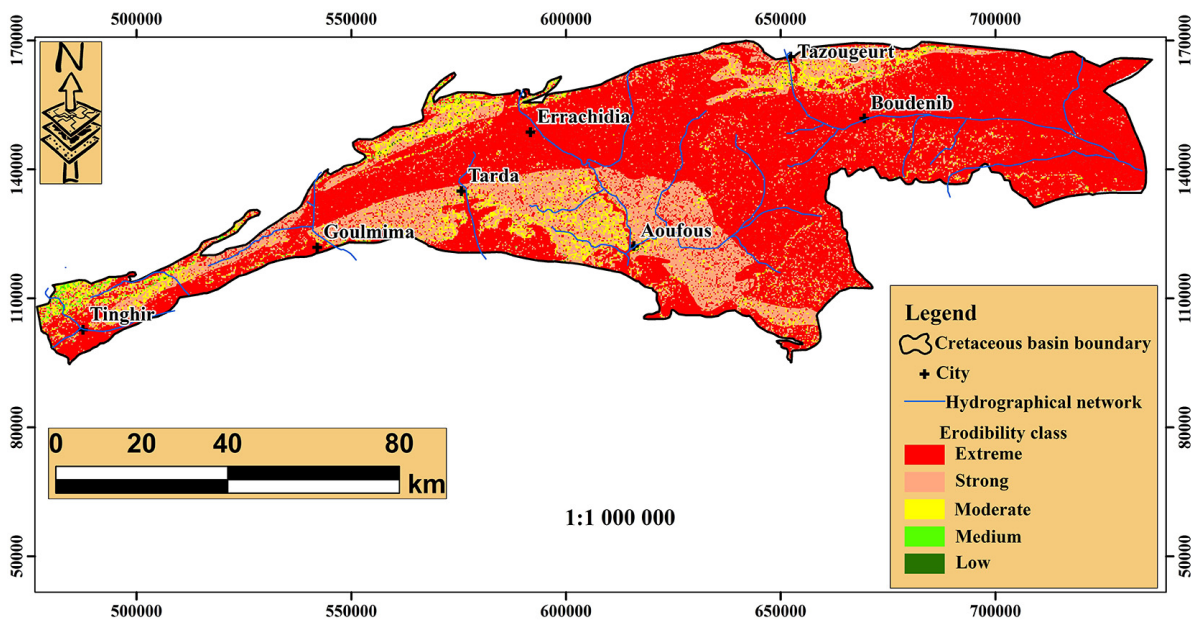 500000 550000 600000 650000 700000
170000 170000
140000 140000
110000 110000
80000 80000
50000 50000
N
Tazougeurt
Boudenib
Errachidia
Tarda
Goulmima
Aoufous
Tinghir
0 20 40 80
km
1:1 000 000
Legend
Cretaceous basin boundary
City
Hydrographical network
Erodibility class
Extreme
Strong
Moderate
Medium
Low
500000 550000 600000 650000 700000